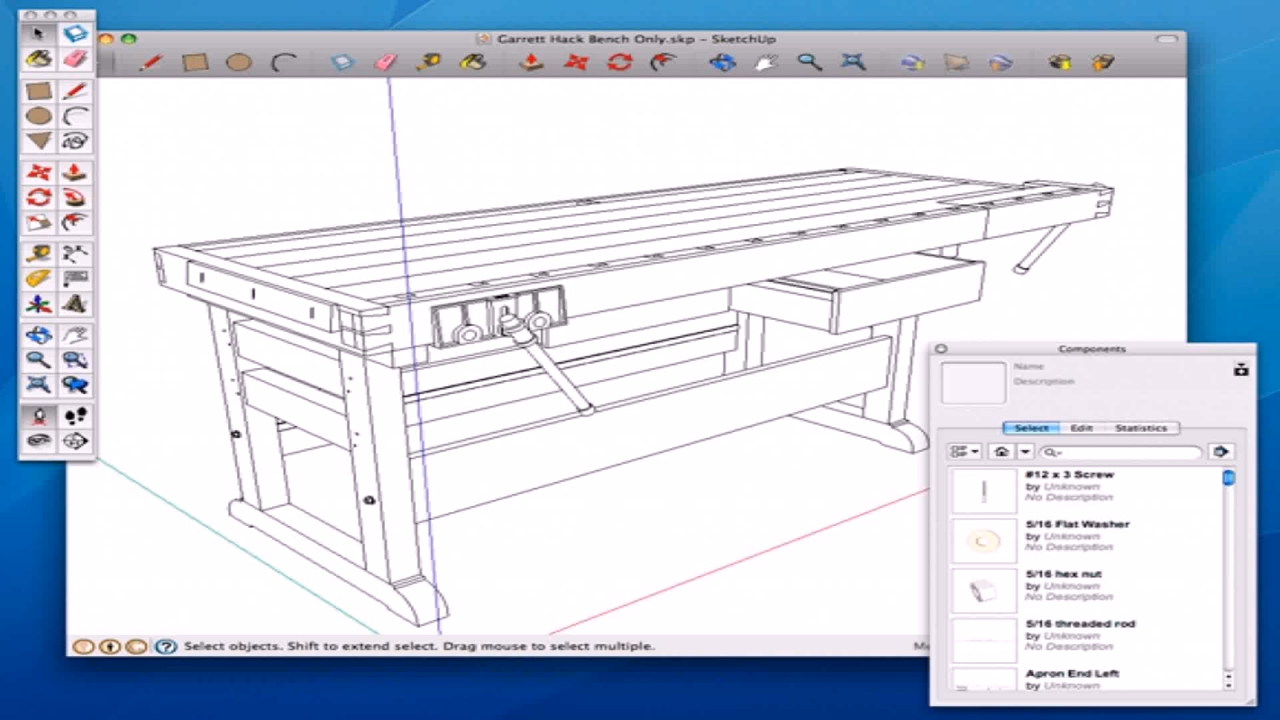 Garrett Hack Bench Only.skp – SketchUp
Components
Name
Description
Select Edit Statistics
#12 x 3 Screw
by Unknown
No Description
5/16 Flat Washer
by Unknown
No Description
5/16 hex nut
by Unknown
No Description
5/16 threaded rod
by Unknown
No Description
Apron End Left
by Unknown
Select objects. Shift to extend select. Drag mouse to select multiple.